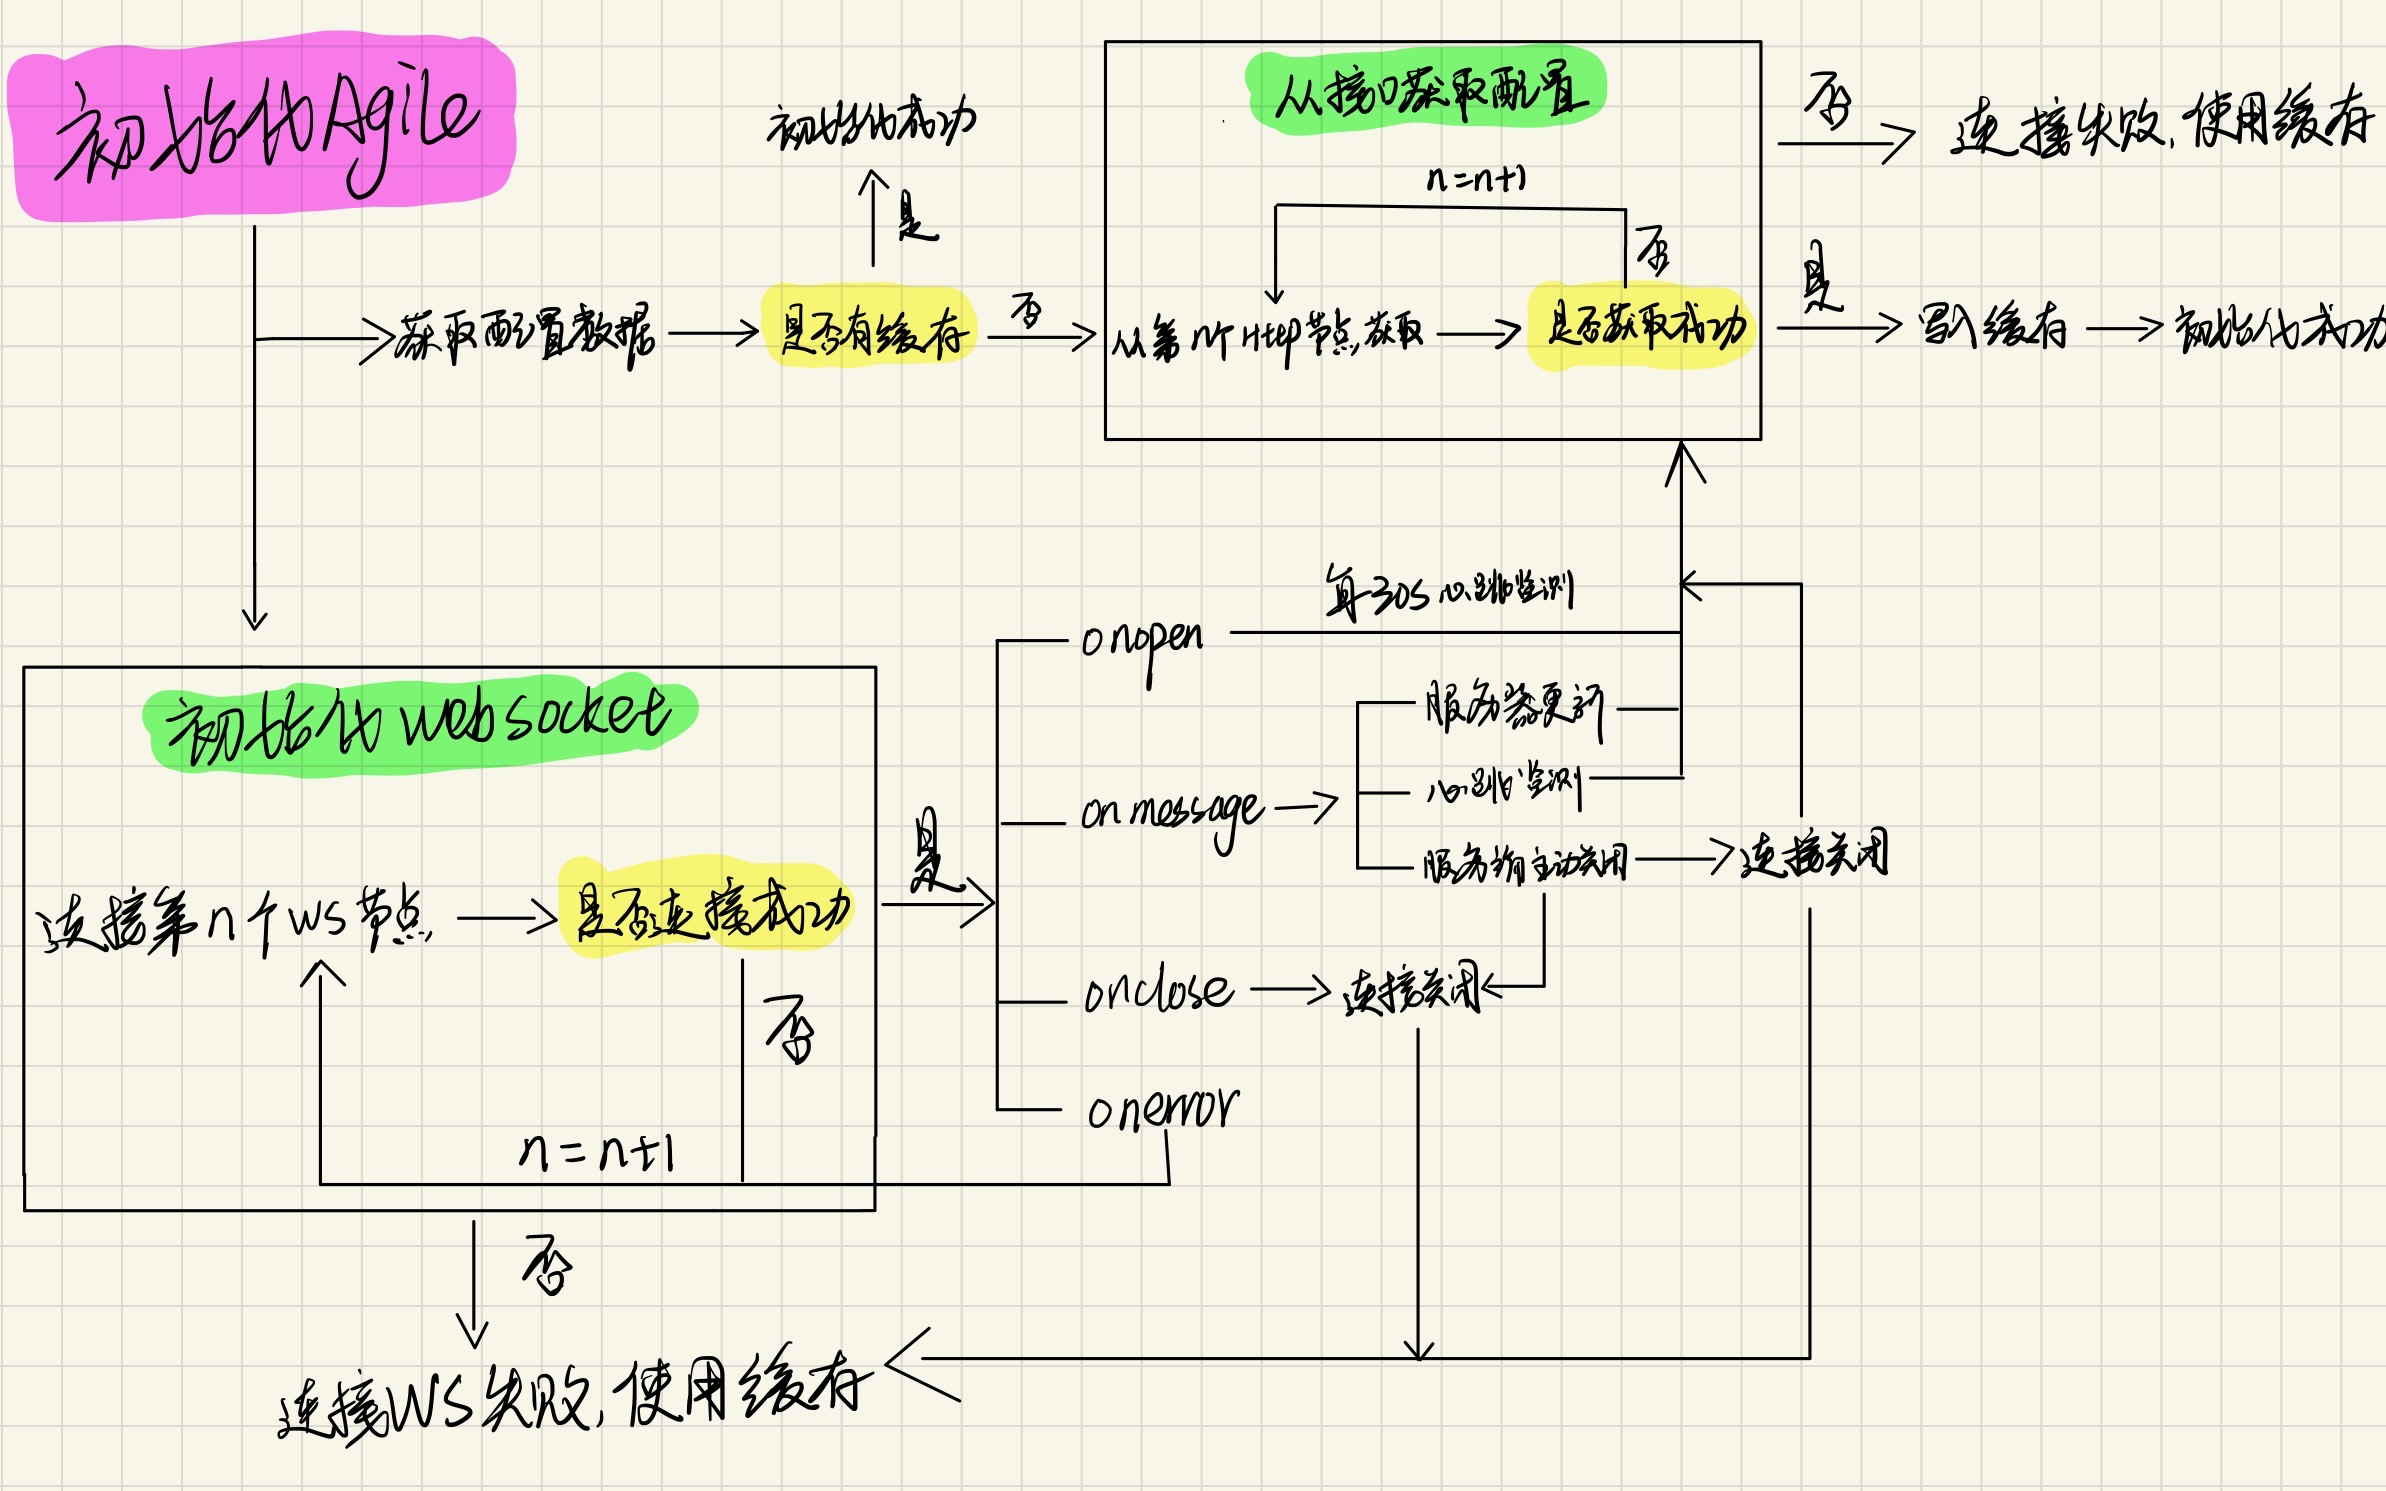 初始化Agile
初始化成功
是
从接口获取配置
n=n+1
否
否
连接失败,使用缓存
获取配置数据
是否有缓存
否
从第n个Http节点获取
是否获取成功
是
写入缓存
初始化成功
每30s心跳监测
onopen
初始化websocket
服务器更新
心跳监测
onmessage
服务端主动关闭
连接关闭
连接第n个WS节点
是否连接成功
是
否
onclose
连接关闭
onerror
n=n+1
否
连接WS失败,使用缓存